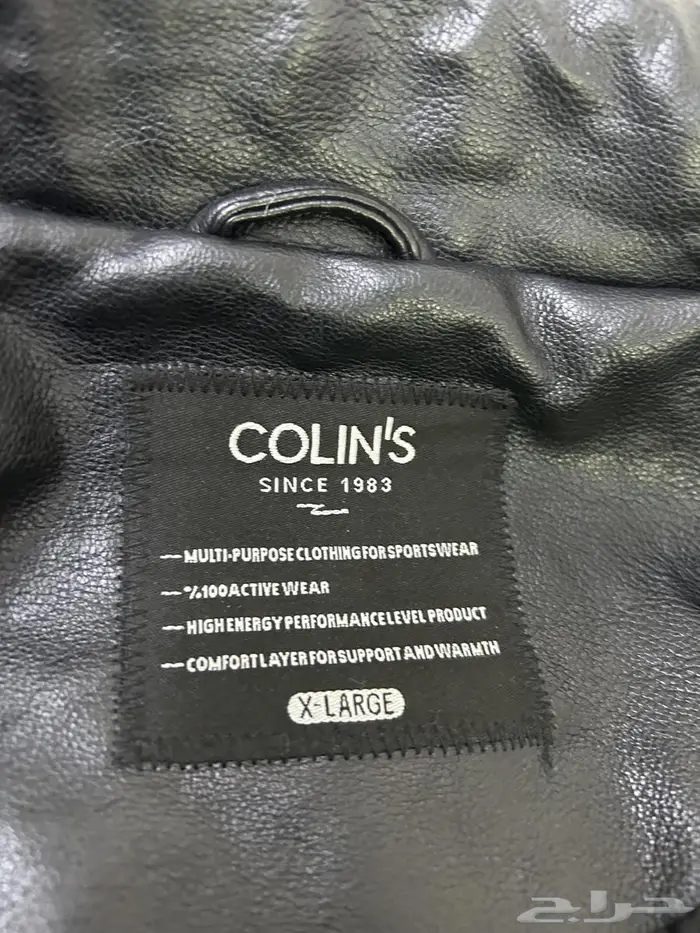 COLIN'S
SINCE 1983
—MULTI-PURPOSE CLOTHING FOR SPORTSWEAR
—%100 ACTIVE WEAR
—HIGH ENERGY PERFORMANCE LEVEL PRODUCT
—COMFORT LAYER FOR SUPPORT AND WARMTH
X-LARGE
حراج